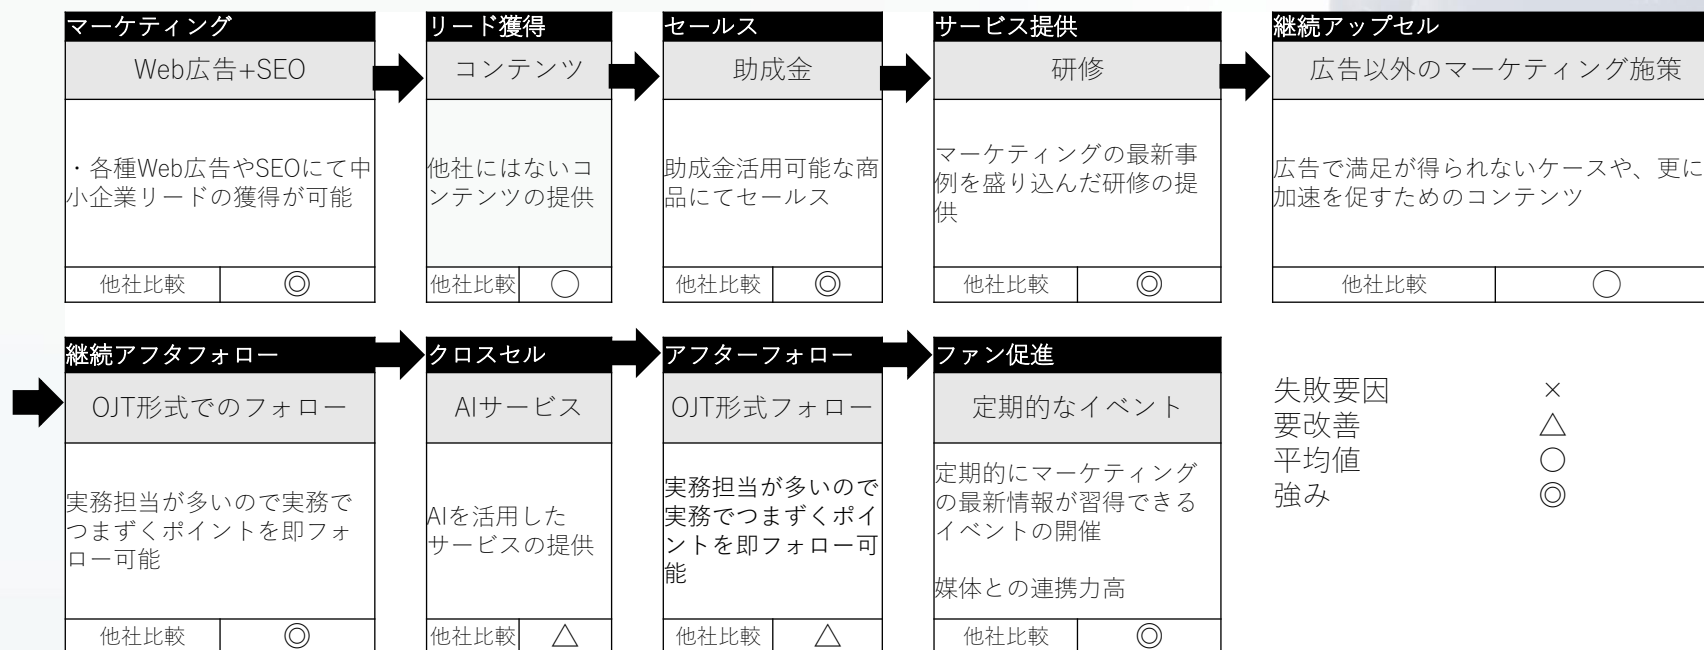 マーケティング
Web広告+SEO
・各種Web広告やSEOにて中
小企業リードの獲得が可能
他社比較
◎
リード獲得
コンテンツ
他社にはないコ
ンテンツの提供
他社比較
○
セールス
助成金
助成金活用可能な商
品にてセールス
他社比較
◎
サービス提供
研修
マーケティングの最新事
例を盛り込んだ研修の提
供
他社比較
◎
継続アップセル
広告以外のマーケティング施策
広告で満足が得られないケースや、更に
加速を促すためのコンテンツ
他社比較
○
継続アフタフォロー
OJT形式でのフォロー
実務担当が多いので実務で
つまずくポイントを即フォ
ロー可能
他社比較
◎
クロスセル
AIサービス
AIを活用した
サービスの提供
他社比較
△
アフターフォロー
OJT形式フォロー
実務担当が多いので
実務でつまずくポイ
ントを即フォロー可
能
他社比較
△
ファン促進
定期的なイベント
定期的にマーケティング
の最新情報が習得できる
イベントの開催
媒体との連携力高
他社比較
◎
失敗要因 ×
要改善 △
平均値 ○
強み ◎